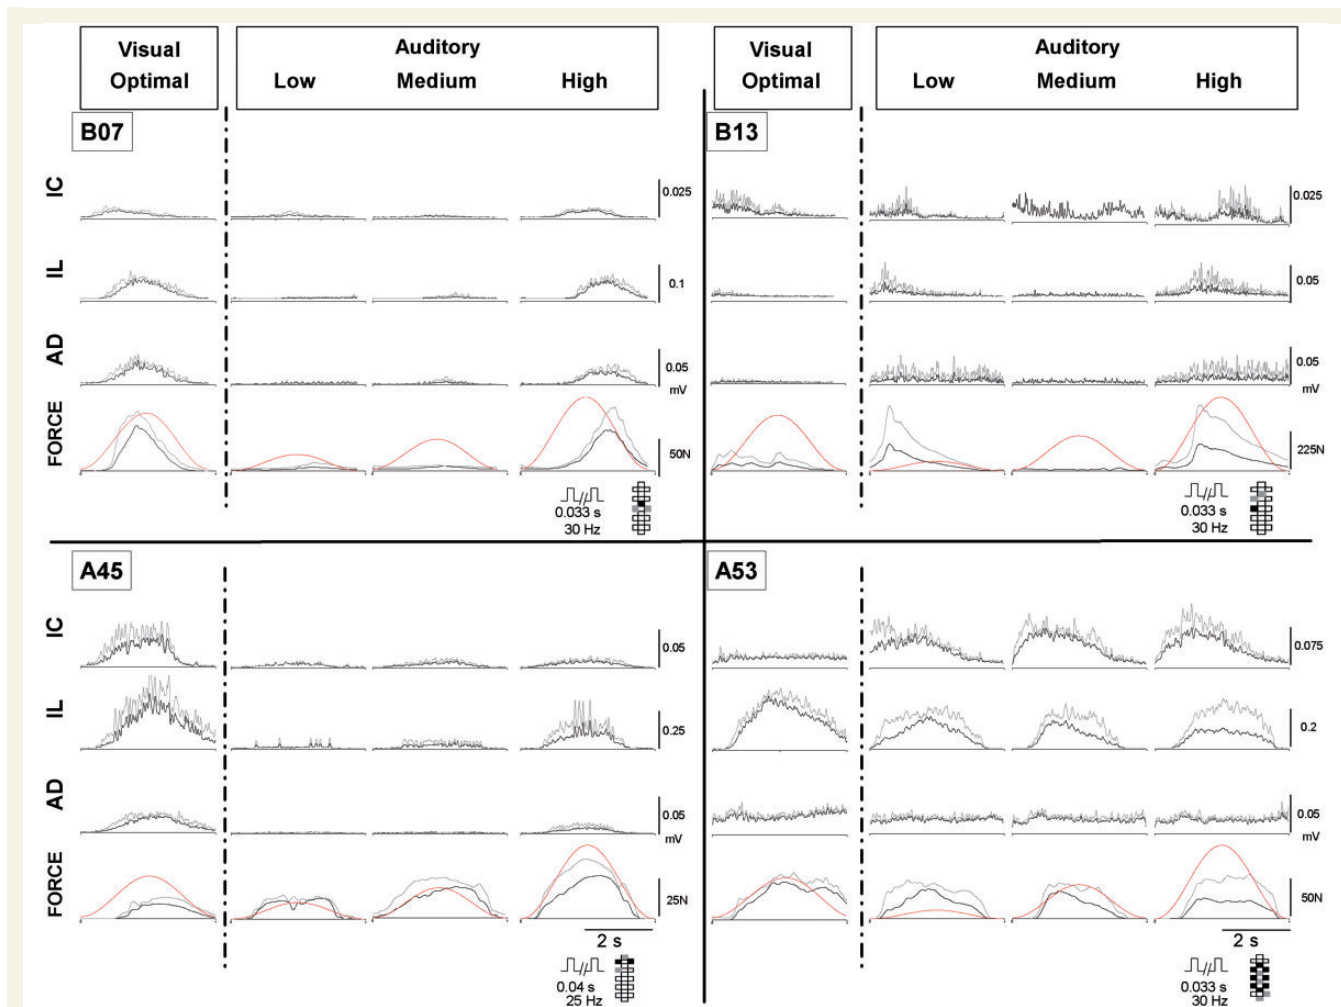 Visual Optimal
Auditory
Low Medium High
Visual Optimal
Auditory
Low Medium High
B07
IC
0.025
IL
0.1
AD
0.05
mV
FORCE
50N
0.033 s
30 Hz
B13
0.025
0.05
0.05
mV
225N
0.033 s
30 Hz
A45
IC
0.05
IL
0.25
AD
0.05
mV
FORCE
25N
2 s
0.04 s
25 Hz
A53
0.075
0.2
0.05
mV
50N
2 s
0.033 s
30 Hz